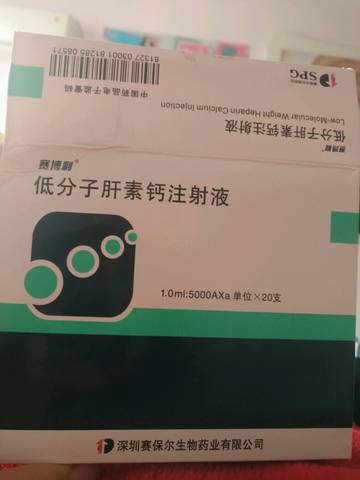 81327 03001 81285 08571
中国药品电子监管码
SPG
赛博利
低分子肝素钙注射液
Low-Molecular Weight Heparin Calcium Injection
低分子肝素钙注射液
1.0ml:5000AXa 单位×20支
深圳赛保尔生物药业有限公司